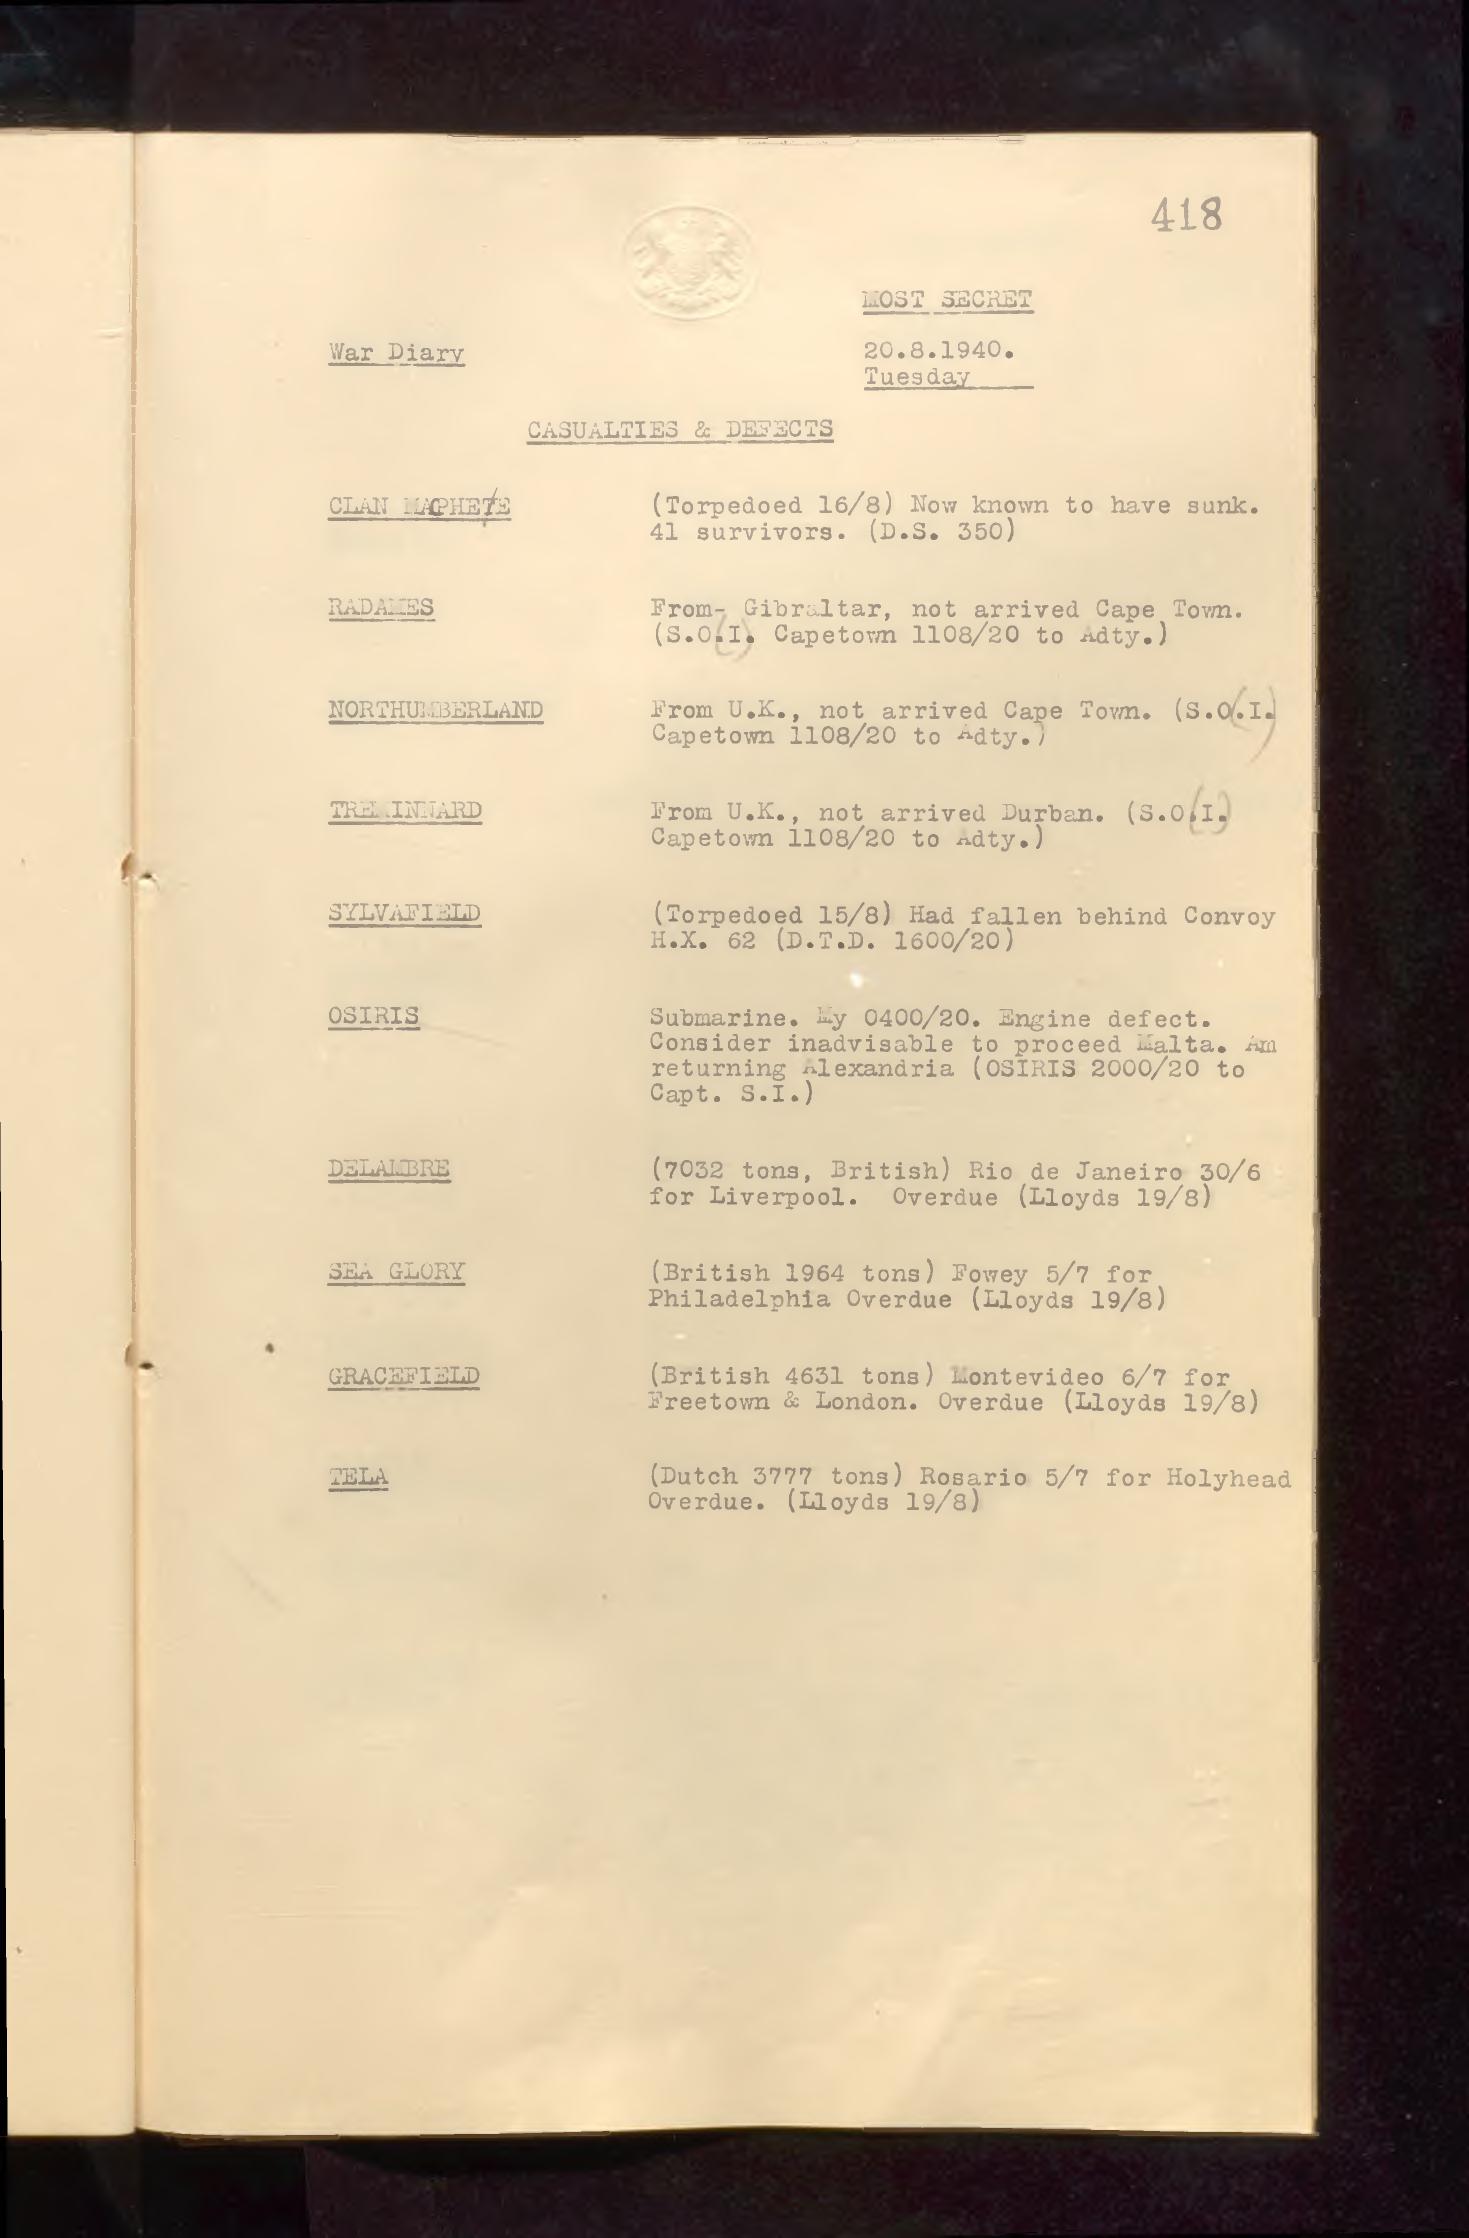 418
MOST SECRET
War Diary
20.8.1940.
Tuesday
CASUALTIES & DEFECTS
CLAN MACPHEE
(Torpedoed 16/8) Now known to have sunk.
41 survivors. (D.S. 350)
RADAMES
From- Gibraltar, not arrived Cape Town.
(S.O.(I). Capetown 1108/20 to Adty.)
NORTHUMBERLAND
From U.K., not arrived Cape Town. (S.O.(I.)
Capetown 1108/20 to Adty.)
TREMINNARD
From U.K., not arrived Durban. (S.O.(I.)
Capetown 1108/20 to Adty.)
SYLVAFIELD
(Torpedoed 15/8) Had fallen behind Convoy
H.X. 62 (D.T.D. 1600/20)
OSIRIS
Submarine. My 0400/20. Engine defect.
Consider inadvisable to proceed Malta. Am
returning Alexandria (OSIRIS 2000/20 to
Capt. S.I.)
DELAMBRE
(7032 tons, British) Rio de Janeiro 30/6
for Liverpool. Overdue (Lloyds 19/8)
SEA GLORY
(British 1964 tons) Fowey 5/7 for
Philadelphia Overdue (Lloyds 19/8)
GRACEFIELD
(British 4631 tons) Montevideo 6/7 for
Freetown & London. Overdue (Lloyds 19/8)
TELA
(Dutch 3777 tons) Rosario 5/7 for Holyhead
Overdue. (Lloyds 19/8)